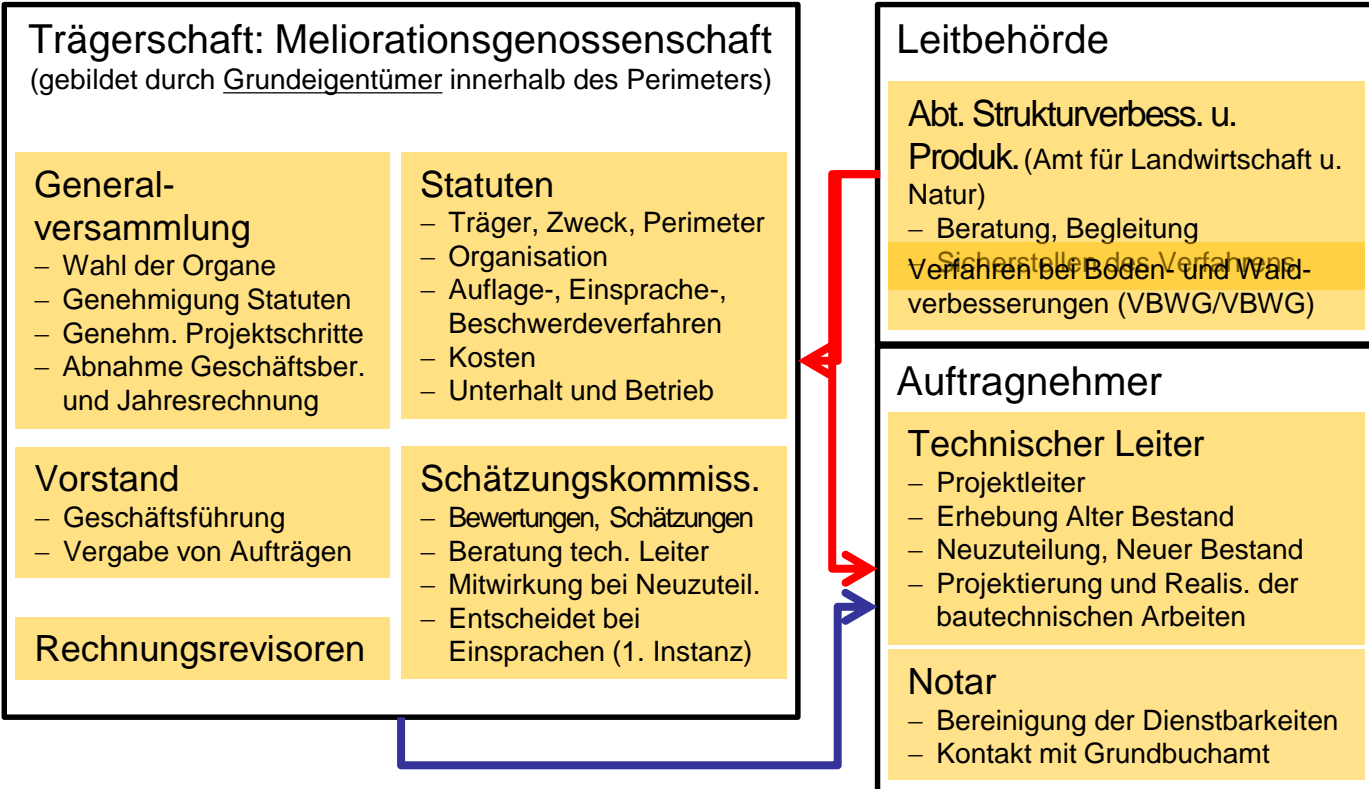 Trägerschaft: Meliorationsgenossenschaft
(gebildet durch Grundeigentümer innerhalb des Perimeters)
General-
versammlung
– Wahl der Organe
– Genehmigung Statuten
– Genehm. Projektschritte
– Abnahme Geschäftsber.
und Jahresrechnung
Statuten
– Träger, Zweck, Perimeter
– Organisation
– Auflage-, Einsprache-,
Beschwerdeverfahren
– Kosten
– Unterhalt und Betrieb
Vorstand
– Geschäftsführung
– Vergabe von Aufträgen
Rechnungsrevisoren
Schätzungskommiss.
– Bewertungen, Schätzungen
– Beratung tech. Leiter
– Mitwirkung bei Neuzuteil.
– Entscheidet bei
Einsprachen (1. Instanz)
Leitbehörde
Abt. Strukturverbess. u.
Produk. (Amt für Landwirtschaft u.
Natur)
– Beratung, Begleitung
– Sicherstellen des Verfahrens
Verfahren bei Boden- und Wald-
verbesserungen (VBWG/VBWG)
Auftragnehmer
Technischer Leiter
– Projektleiter
– Erhebung Alter Bestand
– Neuzuteilung, Neuer Bestand
– Projektierung und Realis. der
bautechnischen Arbeiten
Notar
– Bereinigung der Dienstbarkeiten
– Kontakt mit Grundbuchamt